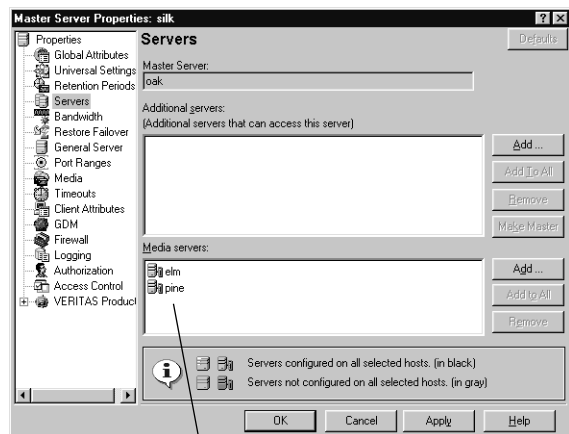 Master Server Properties: silk
Properties
Global Attributes
Universal Settings
Retention Periods
Servers
Bandwidth
Restore Failover
General Server
Port Ranges
Media
Timeouts
Client Attributes
GDM
Firewall
Logging
Authorization
Access Control
VERITAS Product
Servers
Defaults
Master Server:
oak
Additional servers:
(Additional servers that can access this server)
Add ...
Add To All
Remove
Make Master
Media servers:
elm
pine
Add ...
Add to All
Remove
Servers configured on all selected hosts. (in black)
Servers not configured on all selected hosts. (in gray)
OK
Cancel
Apply
Help